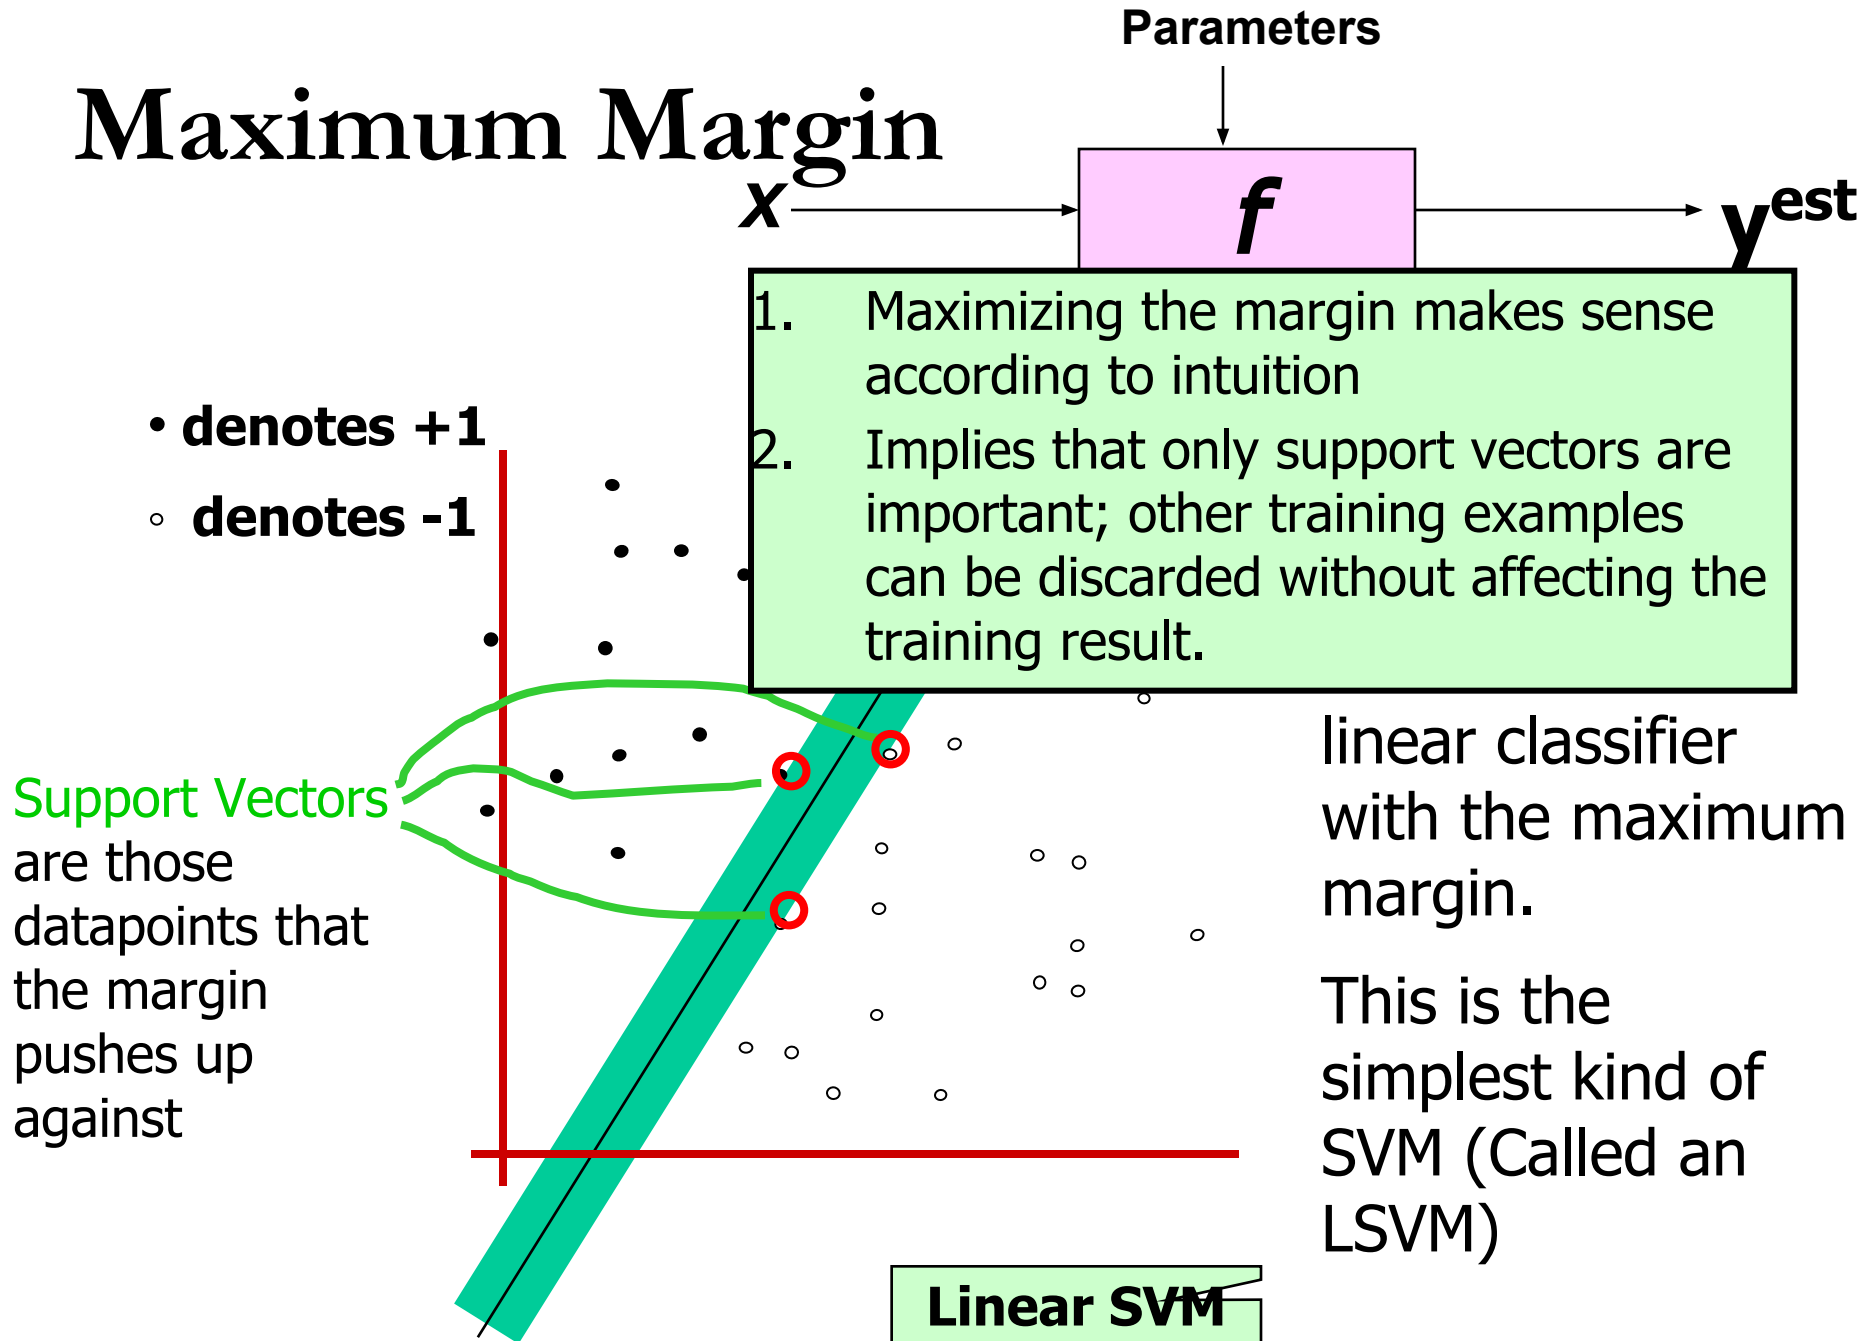 Parameters
Maximum Margin
x
f
yest
1. Maximizing the margin makes sense
according to intuition
2. Implies that only support vectors are
important; other training examples
can be discarded without affecting the
training result.
• denotes +1
° denotes -1
Support Vectors
are those
datapoints that
the margin
pushes up
against
linear classifier
with the maximum
margin.
This is the
simplest kind of
SVM (Called an
LSVM)
Linear SVM